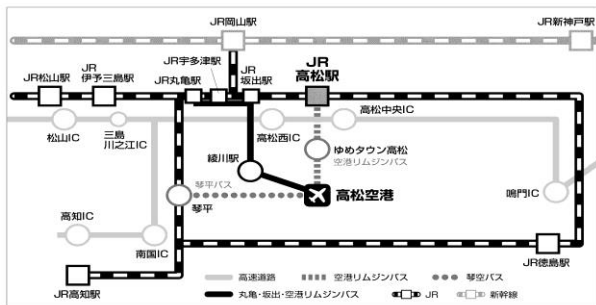 JR岡山駅
JR新神戸駅
JR宇多津駅
JR松山駅
JR
伊予三島駅
JR丸亀駅
JR
坂出駅
JR
高松駅
松山IC
三島
川之江IC
高松西IC
高松中央IC
ゆめタウン高松
空港リムジンバス
綾川駅
琴平バス
琴平
高松空港
鳴門IC
高知IC
南国IC
JR高知駅
JR徳島駅
高速道路
空港リムジンバス
琴空バス
丸亀・坂出・空港リムジンバス
JR
新幹線